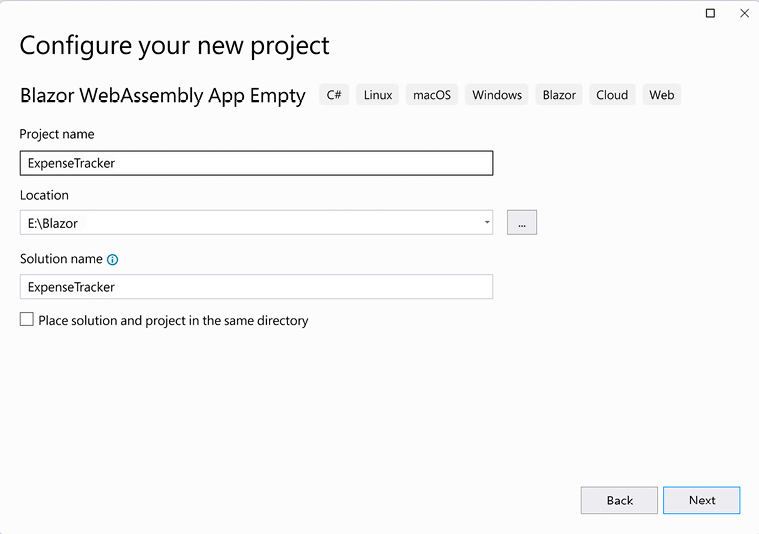 Configure your new project
Blazor WebAssembly App Empty C# Linux macOS Windows Blazor Cloud Web
Project name
ExpenseTracker
Location
E:\Blazor
...
Solution name
ExpenseTracker
Place solution and project in the same directory
Back Next